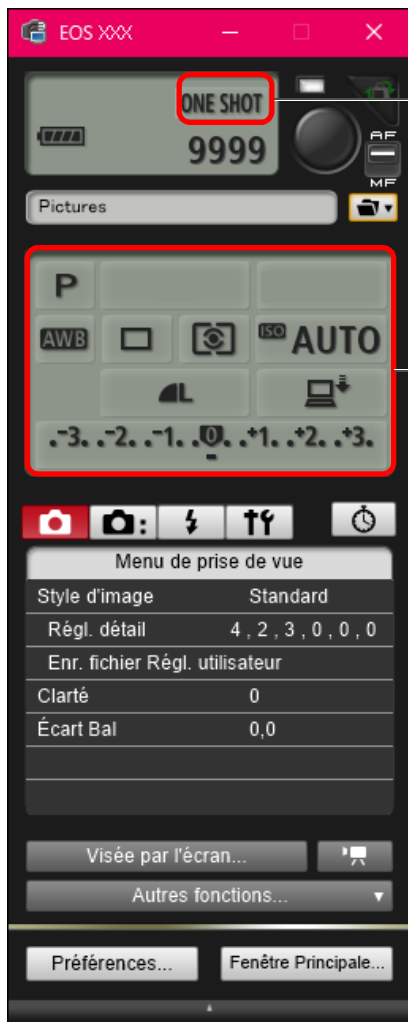 EOS XXX
ONE SHOT
9999
AF
MF
Pictures
P
AWB
ISO AUTO
L
.-3. .-2. .-1. .0. .+1. .+2. .+3.
Menu de prise de vue
Style d'image Standard
Régl. détail 4 , 2 , 3 , 0 , 0 , 0
Enr. fichier Régl. utilisateur
Clarté 0
Écart Bal 0,0
Visée par l'écran...
Autres fonctions...
Préférences... Fenêtre Principale...